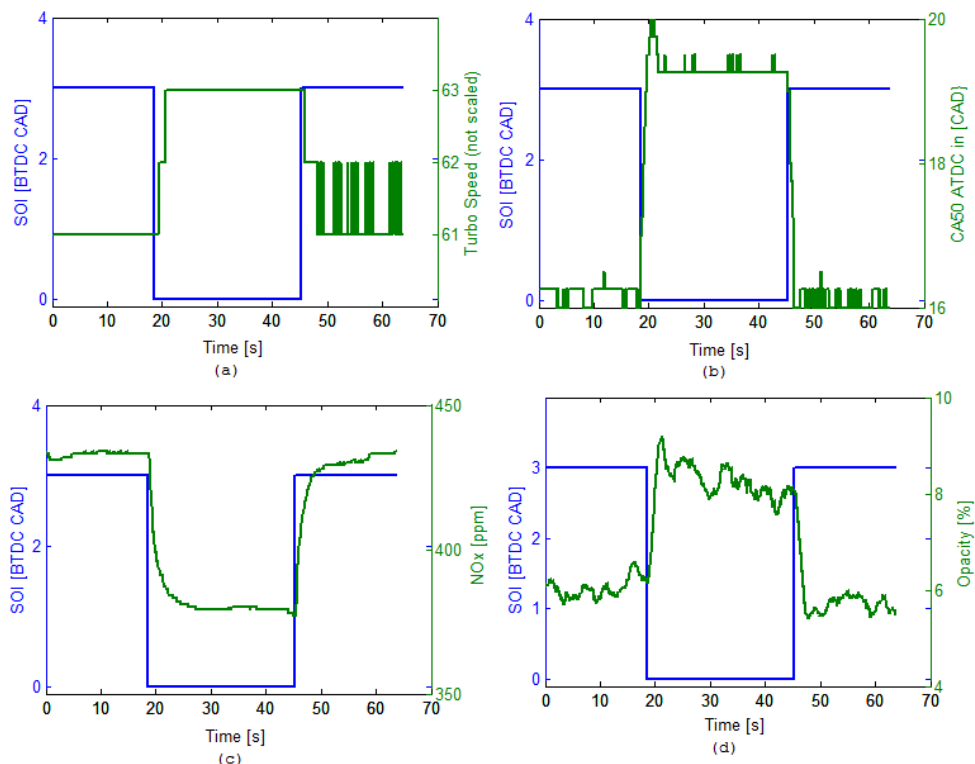 4
2
0
SOI [BTDC CAD]
63
62
61
Turbo Speed (not scaled)
0 10 20 30 40 50 60 70
Time [s]
(a)
4
2
0
SOI [BTDC CAD]
20
18
16
CA50 ATDC in [CAD}
0 10 20 30 40 50 60 70
Time [s]
(b)
4
2
0
SOI [BTDC CAD]
450
400
350
NOx [ppm]
0 10 20 30 40 50 60 70
Time [s]
(c)
3
2
1
0
SOI [BTDC CAD]
10
8
6
4
Opacity [%]
0 10 20 30 40 50 60 70
Time [s]
(d)